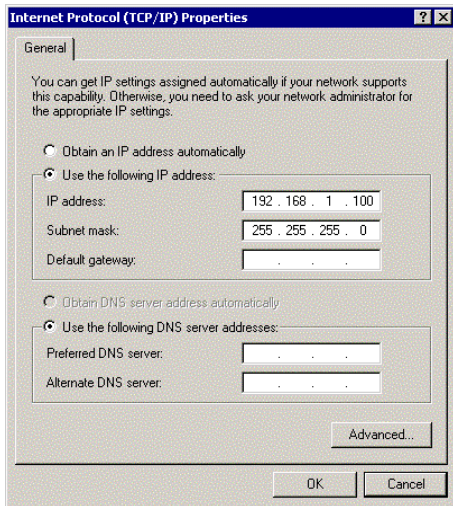 Internet Protocol (TCP/IP) Properties
General
You can get IP settings assigned automatically if your network supports
this capability. Otherwise, you need to ask your network administrator for
the appropriate IP settings.
Obtain an IP address automatically
Use the following IP address:
IP address: 192 . 168 . 1 . 100
Subnet mask: 255 . 255 . 255 . 0
Default gateway: . . .
Obtain DNS server address automatically
Use the following DNS server addresses:
Preferred DNS server: . . .
Alternate DNS server: . . .
Advanced...
OK Cancel